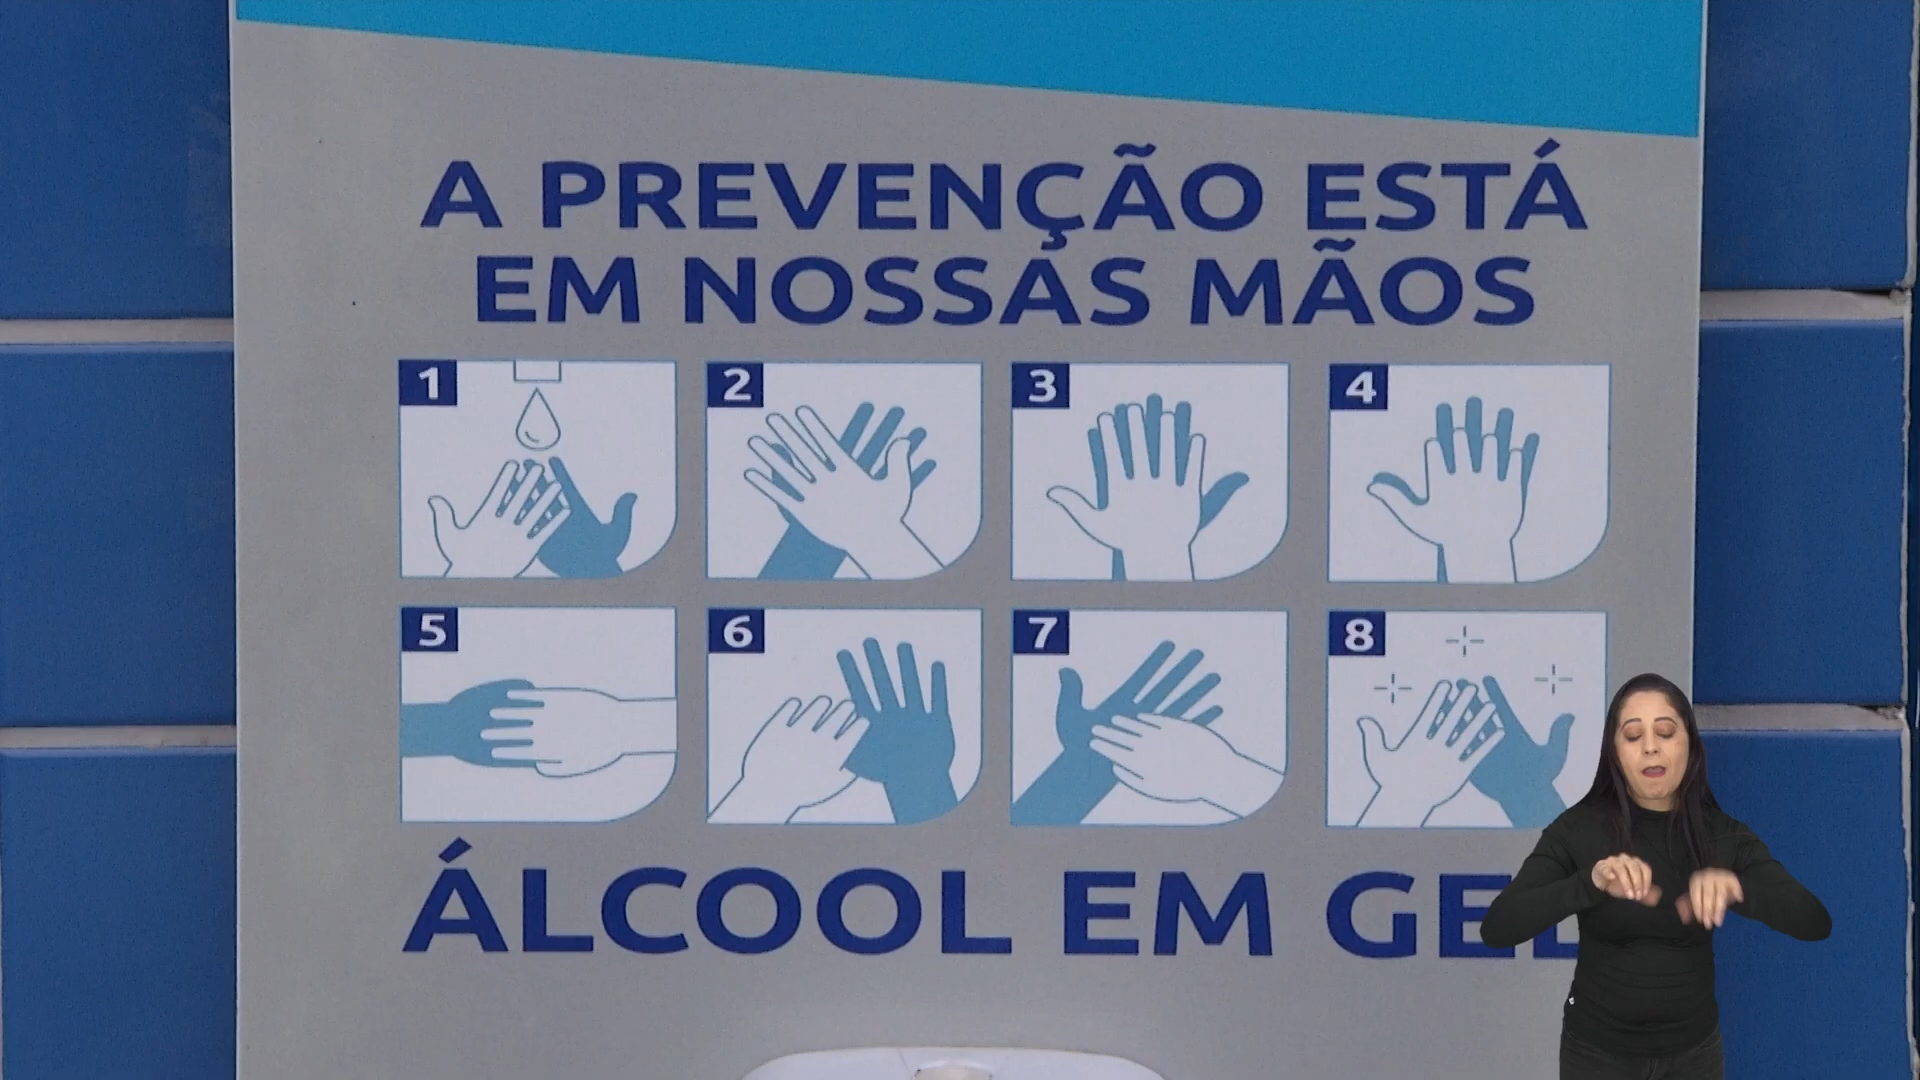 A PREVENÇÃO ESTÁ
EM NOSSAS MÃOS
1 2 3 4
5 6 7 8
ÁLCOOL EM GEL